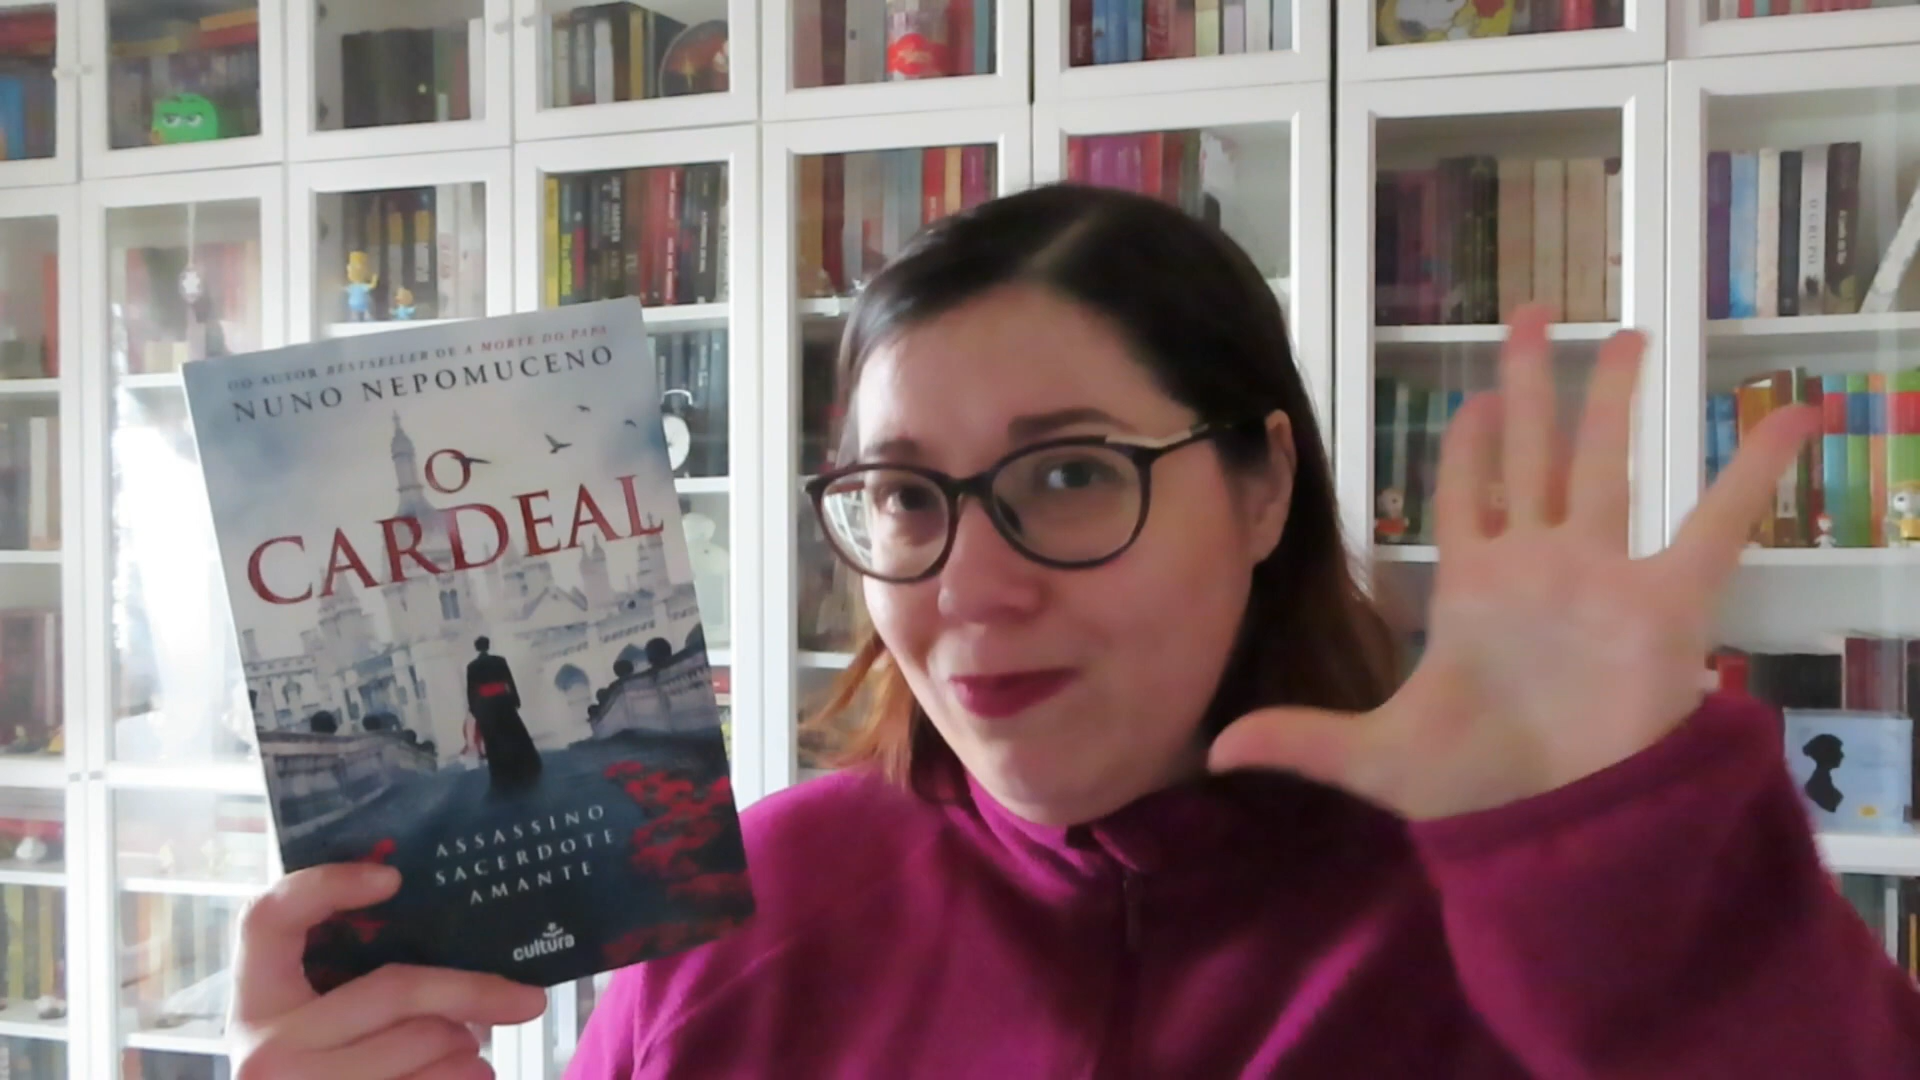 DO AUTOR BESTSELLER DE A MORTE DO PAPA
NUNO NEPOMUCENO
O
CARDEAL
ASSASSINO
SACERDOTE
AMANTE
cultura